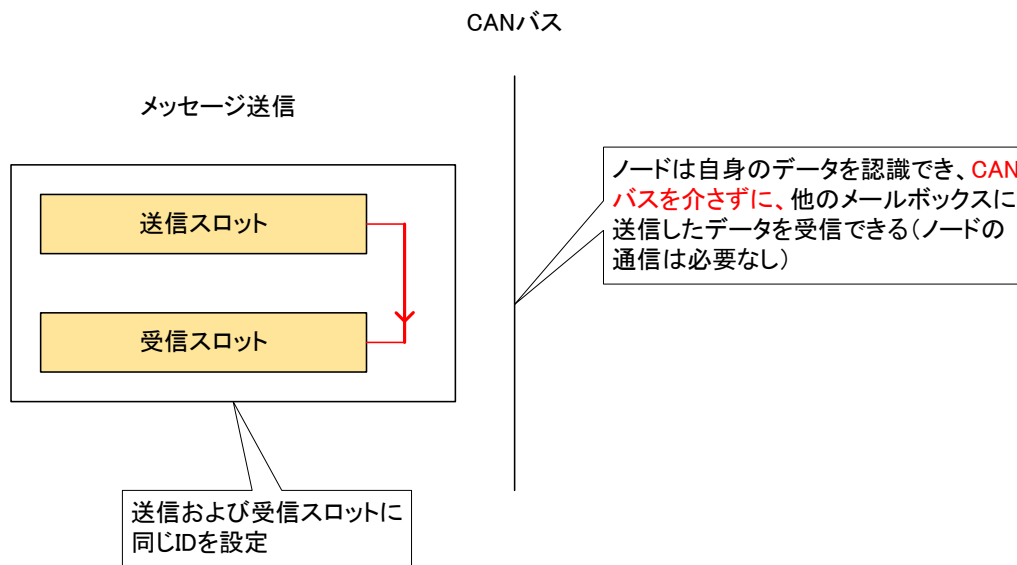 CANバス
メッセージ送信
ノードは自身のデータを認識でき、CAN
バスを介さずに、他のメールボックスに
送信したデータを受信できる（ノードの
通信は必要なし）
送信スロット
受信スロット
送信および受信スロットに
同じIDを設定